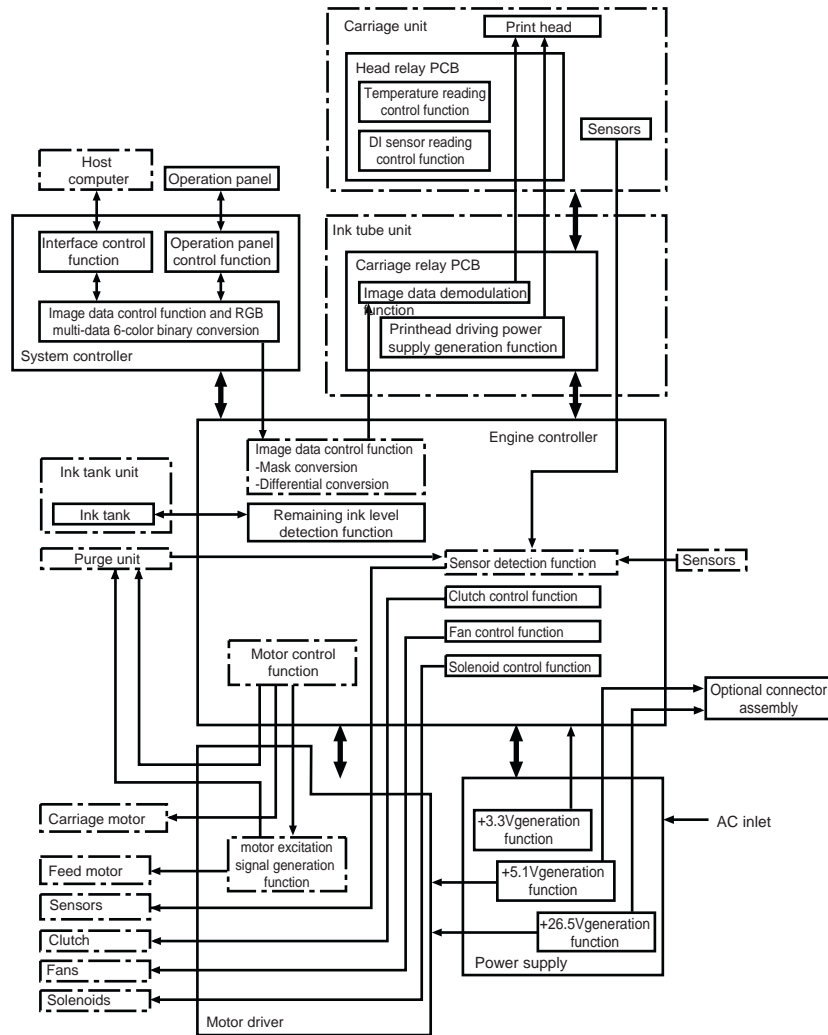 Carriage unit
Print head
Head relay PCB
Temperature reading
control function
DI sensor reading
control function
Sensors
Host
computer
Operation panel
Ink tube unit
Interface control
function
Operation panel
control function
Carriage relay PCB
Image data demodulation
function
Image data control function and RGB
multi-data 6-color binary conversion
Printhead driving power
supply generation function
System controller
Engine controller
Image data control function
-Mask conversion
-Differential conversion
Ink tank unit
Ink tank
Remaining ink level
detection function
Purge unit
Sensor detection function
Sensors
Clutch control function
Fan control function
Motor control
function
Solenoid control function
Optional connector
assembly
Carriage motor
+3.3Vgeneration
function
AC inlet
motor excitation
signal generation
function
Feed motor
+5.1Vgeneration
function
Sensors
+26.5Vgeneration
function
Clutch
Fans
Power supply
Solenoids
Motor driver